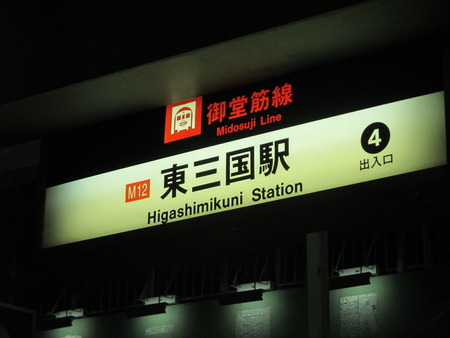 御堂筋線
Midosuji Line
M12 東三国駅
Higashimikuni Station
4
出入口